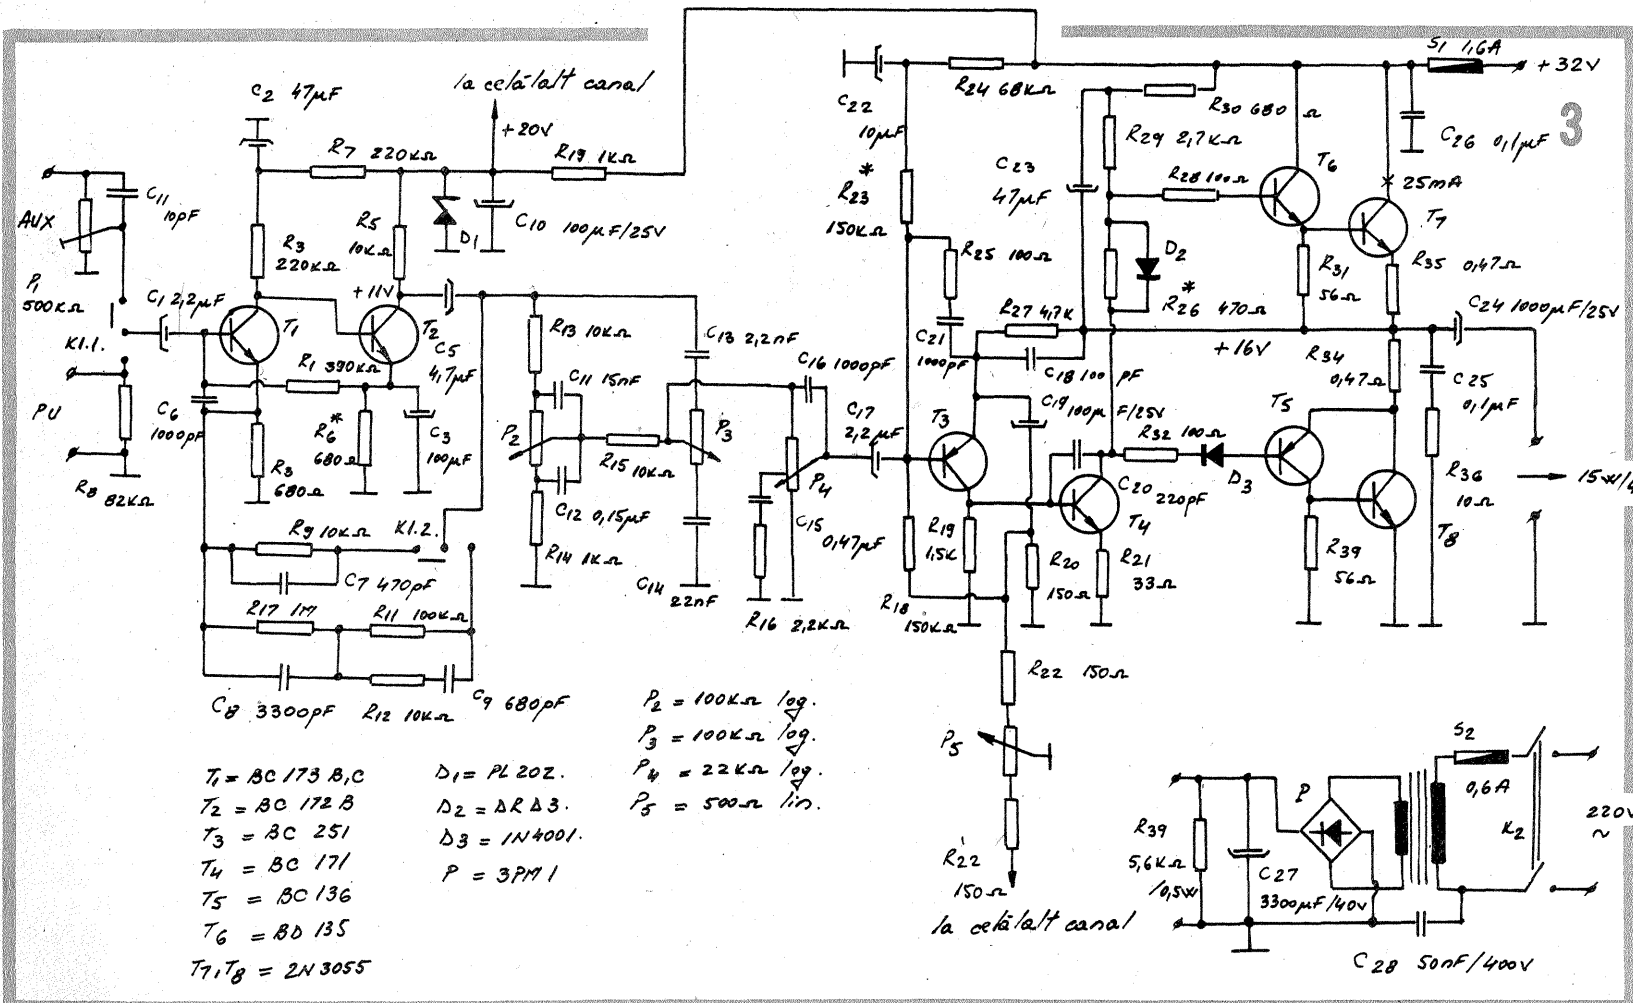 S1 1,6A
+32V
3
la celălalt canal
C2 47µF
+20V
R7 220KΩ
R19 1KΩ
C22
10µF
R24 68KΩ
R30 680 Ω
C26 0,1µF
R29 2,7KΩ
C23
47µF
R28 100Ω
T6
25mA
T7
*
R23
150KΩ
AUX
C11
10pF
R3
220KΩ
R5
10KΩ
D1
C10 100µF/25V
R25 100Ω
D2
*
R26 470Ω
R31
56Ω
R35 0,47Ω
C24 1000µF/25V
P1
500KΩ
C1 2,2µF
T1
+11V
T2
C5
4,7µF
R13 10KΩ
C13 2,2nF
C21
1000pF
R27 4,7K
+16V
R34
0,47Ω
K1.1.
R1 390KΩ
C11 15nF
C16 1000pF
C18 100 pF
C25
0,1µF
PU
C6
1000pF
*
R6
680Ω
C3
100µF
P2
P3
C17
2,2µF
T3
C19 100µF/25V
R32 100Ω
T5
R8 82KΩ
R3
680Ω
R15 10KΩ
P4
C20
220pF
D3
R36
10Ω
15W/4
C12 0,15µF
C15
0,47µF
R19
1,5K
T4
T8
R9 10KΩ
K1.2.
R14 1KΩ
R20
150Ω
R21
33Ω
R39
56Ω
C7 470pF
C14
22nF
R17 1M
R11 100KΩ
R16 2,2KΩ
R18
150KΩ
R22 150Ω
C8 3300pF
R12 10KΩ
C9 680pF
P2 = 100KΩ log.
P3 = 100KΩ log.
P4 = 22KΩ log.
P5 = 500Ω lin.
P5
T1 = BC 173 B,C
T2 = BC 172 B
T3 = BC 251
T4 = BC 171
T5 = BC 136
T6 = BD 135
T7,T8 = 2N 3055
D1 = PL 20Z.
D2 = DRD3.
D3 = 1N4001.
P = 3PM1
R'22
150Ω
la celălalt canal
S2
0,6A
P
K2
220V
~
R39
5,6KΩ
/0,5W
C27
3300µF/40V
C28 50nF/400V